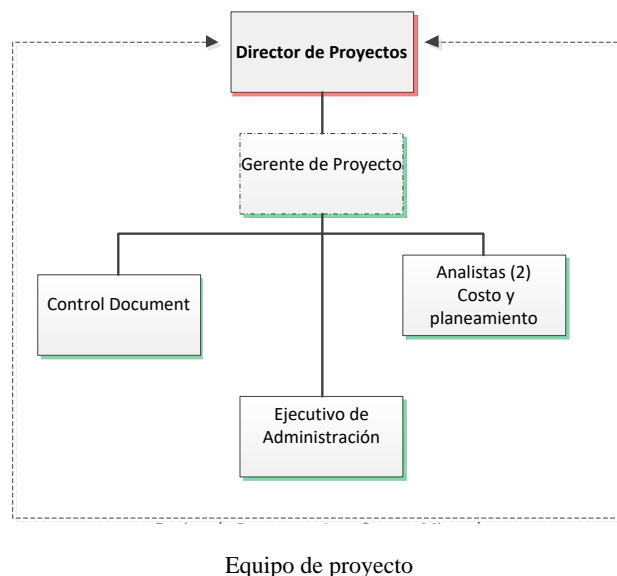 Director de Proyectos
Gerente de Proyecto
Control Document
Analistas (2)
Costo y
planeamiento
Ejecutivo de
Administración
Equipo de proyecto